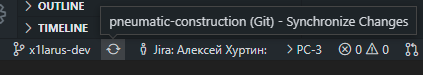 > OUTLINE
> TIMELINE
pneumatic-construction (Git) - Synchronize Changes
x1larus-dev
Jira: Алексей Хуртин:
> PC-3
0
0